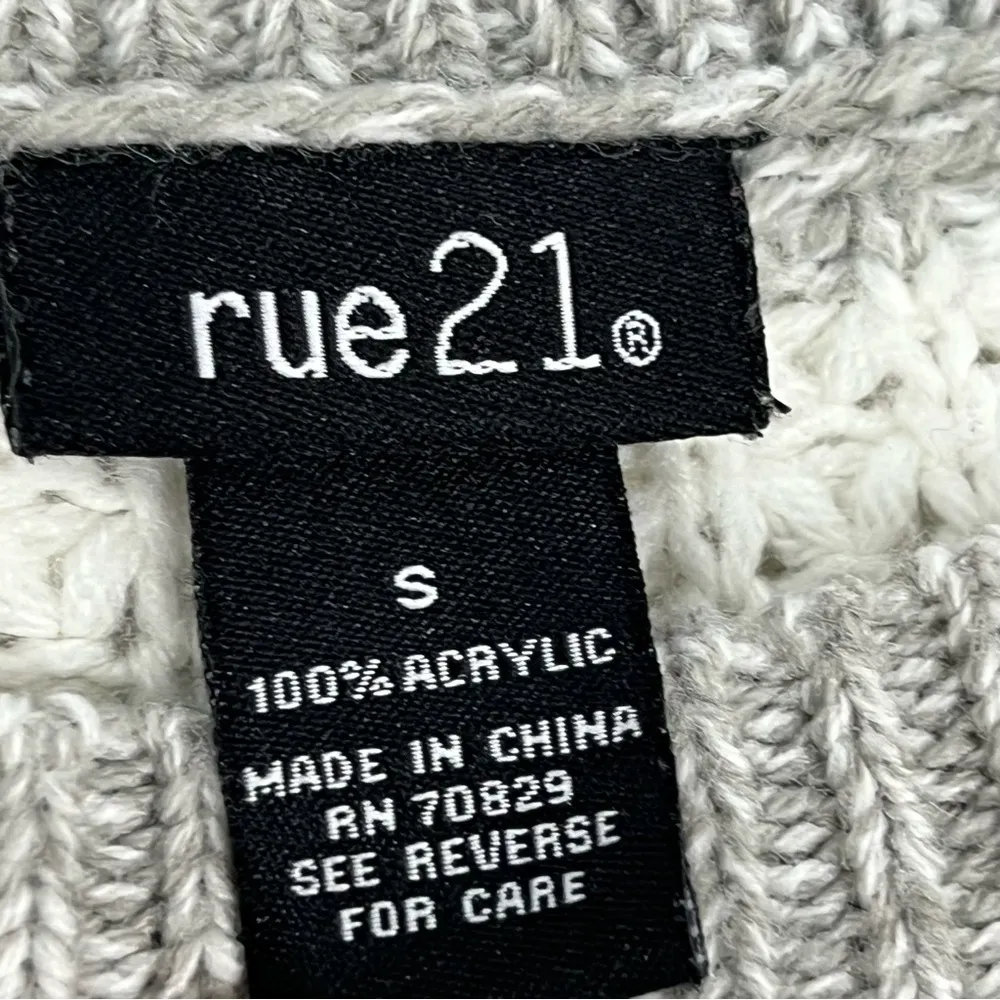 rue21®
S
100% ACRYLIC
MADE IN CHINA
RN 70829
SEE REVERSE
FOR CARE